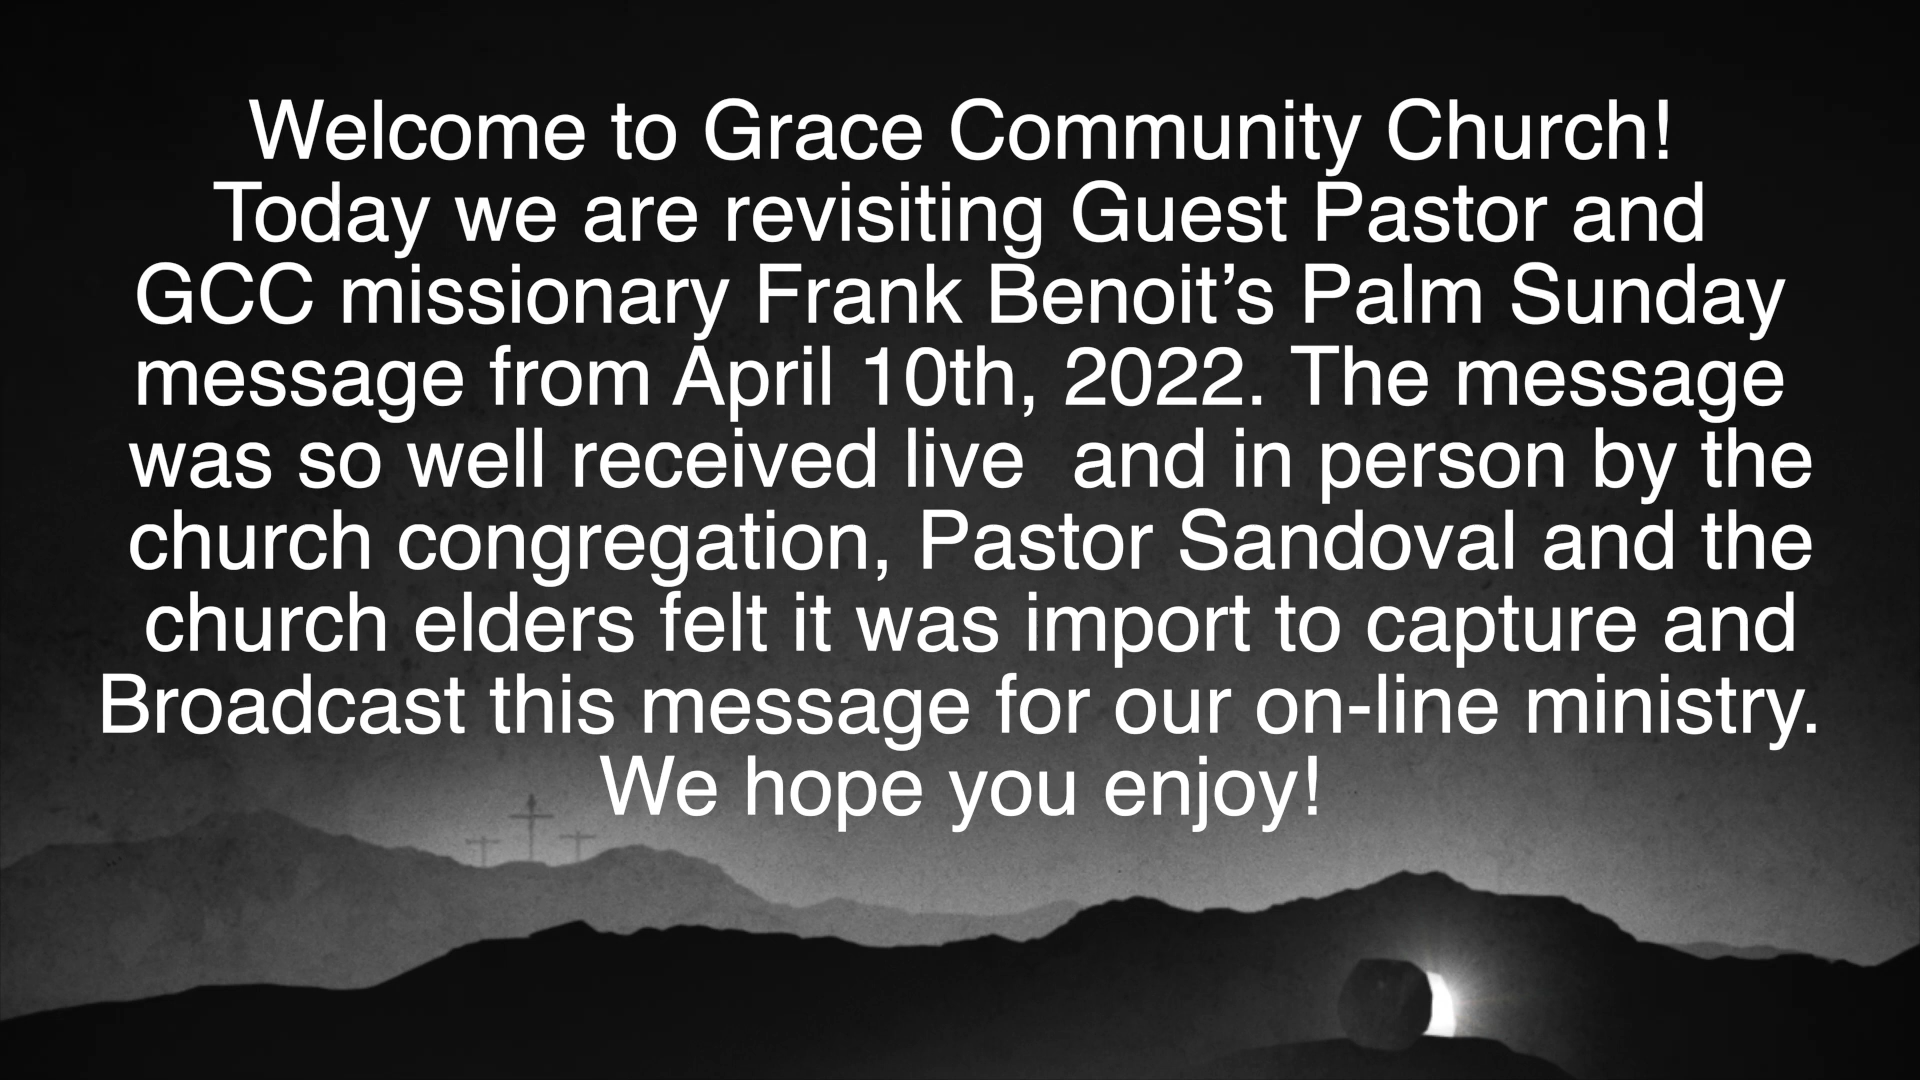 Welcome to Grace Community Church!
Today we are revisiting Guest Pastor and
GCC missionary Frank Benoit’s Palm Sunday
message from April 10th, 2022. The message
was so well received live  and in person by the
church congregation, Pastor Sandoval and the
church elders felt it was import to capture and
Broadcast this message for our on-line ministry.
We hope you enjoy!